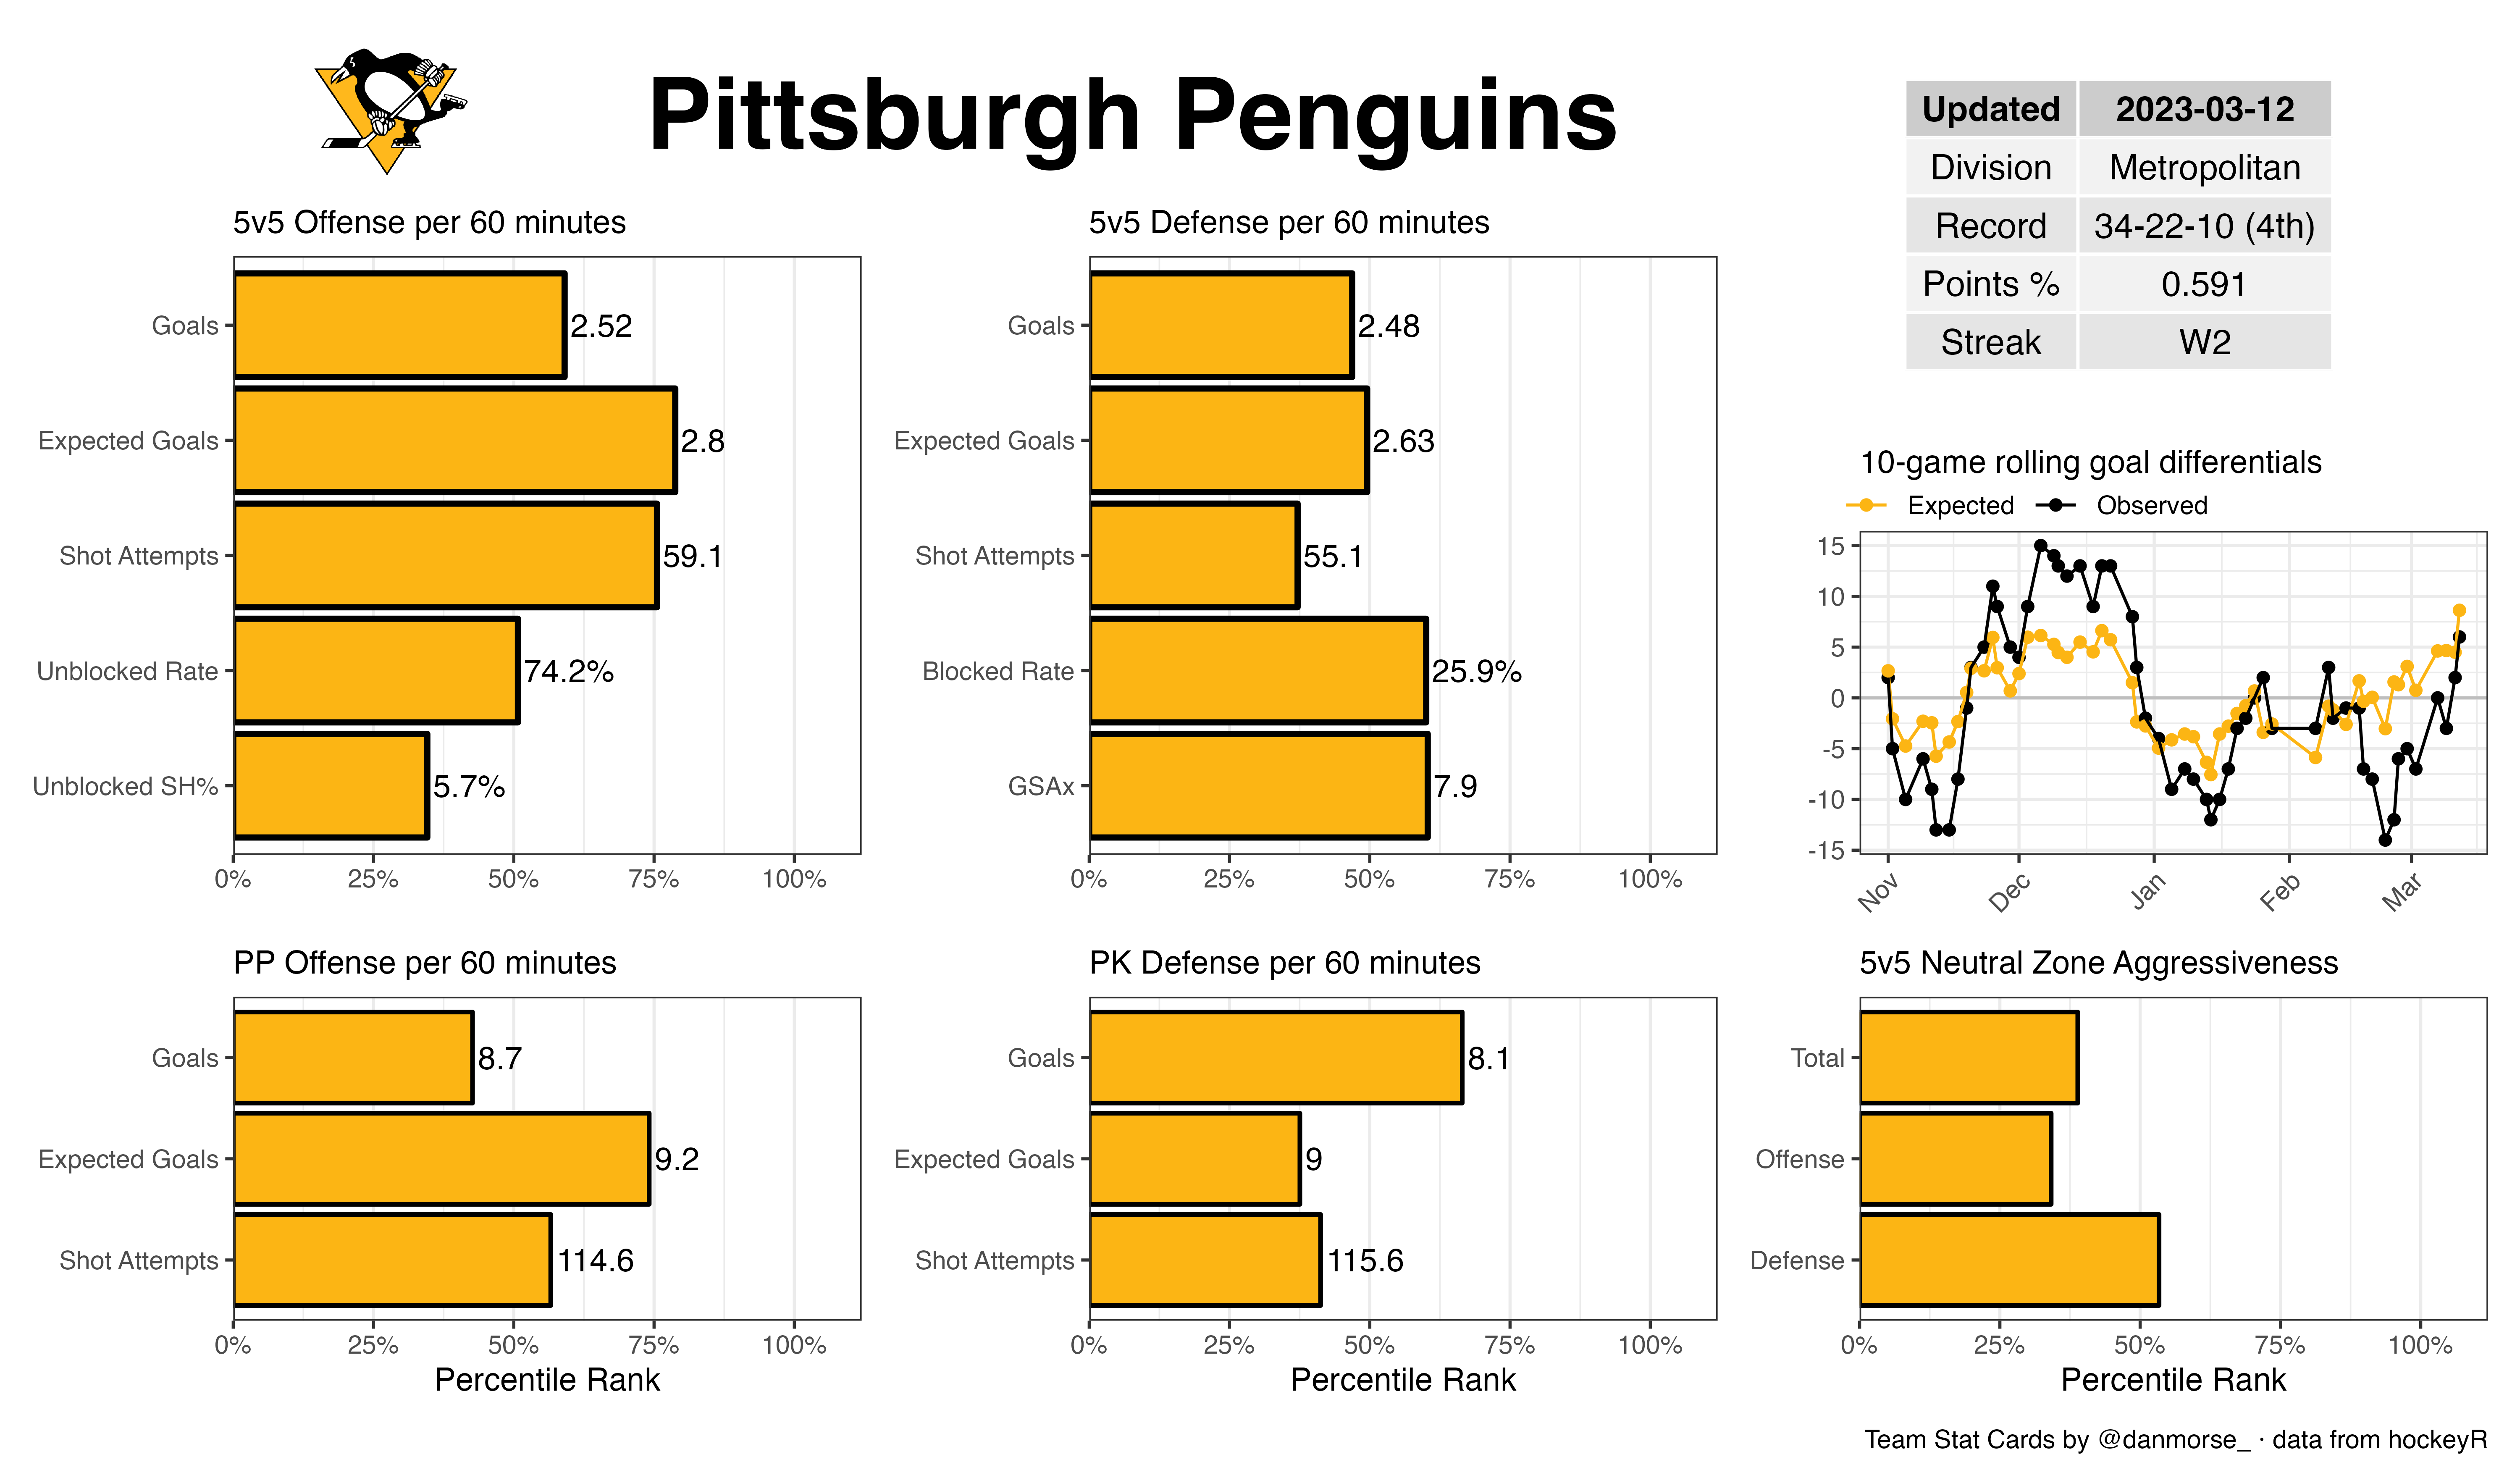 Pittsburgh Penguins
Updated 2023-03-12
Division Metropolitan
Record 34-22-10 (4th)
Points % 0.591
Streak W2
5v5 Offense per 60 minutes
Goals 2.52
Expected Goals 2.8
Shot Attempts 59.1
Unblocked Rate 74.2%
Unblocked SH% 5.7%
0% 25% 50% 75% 100%
5v5 Defense per 60 minutes
Goals 2.48
Expected Goals 2.63
Shot Attempts 55.1
Blocked Rate 25.9%
GSAx 7.9
0% 25% 50% 75% 100%
10-game rolling goal differentials
Expected Observed
15
10
5
0
-5
-10
-15
Nov Dec Jan Feb Mar
PP Offense per 60 minutes
Goals 8.7
Expected Goals 9.2
Shot Attempts 114.6
0% 25% 50% 75% 100%
Percentile Rank
PK Defense per 60 minutes
Goals 8.1
Expected Goals 9
Shot Attempts 115.6
0% 25% 50% 75% 100%
Percentile Rank
5v5 Neutral Zone Aggressiveness
Total
Offense
Defense
0% 25% 50% 75% 100%
Percentile Rank
Team Stat Cards by @danmorse_ · data from hockeyR